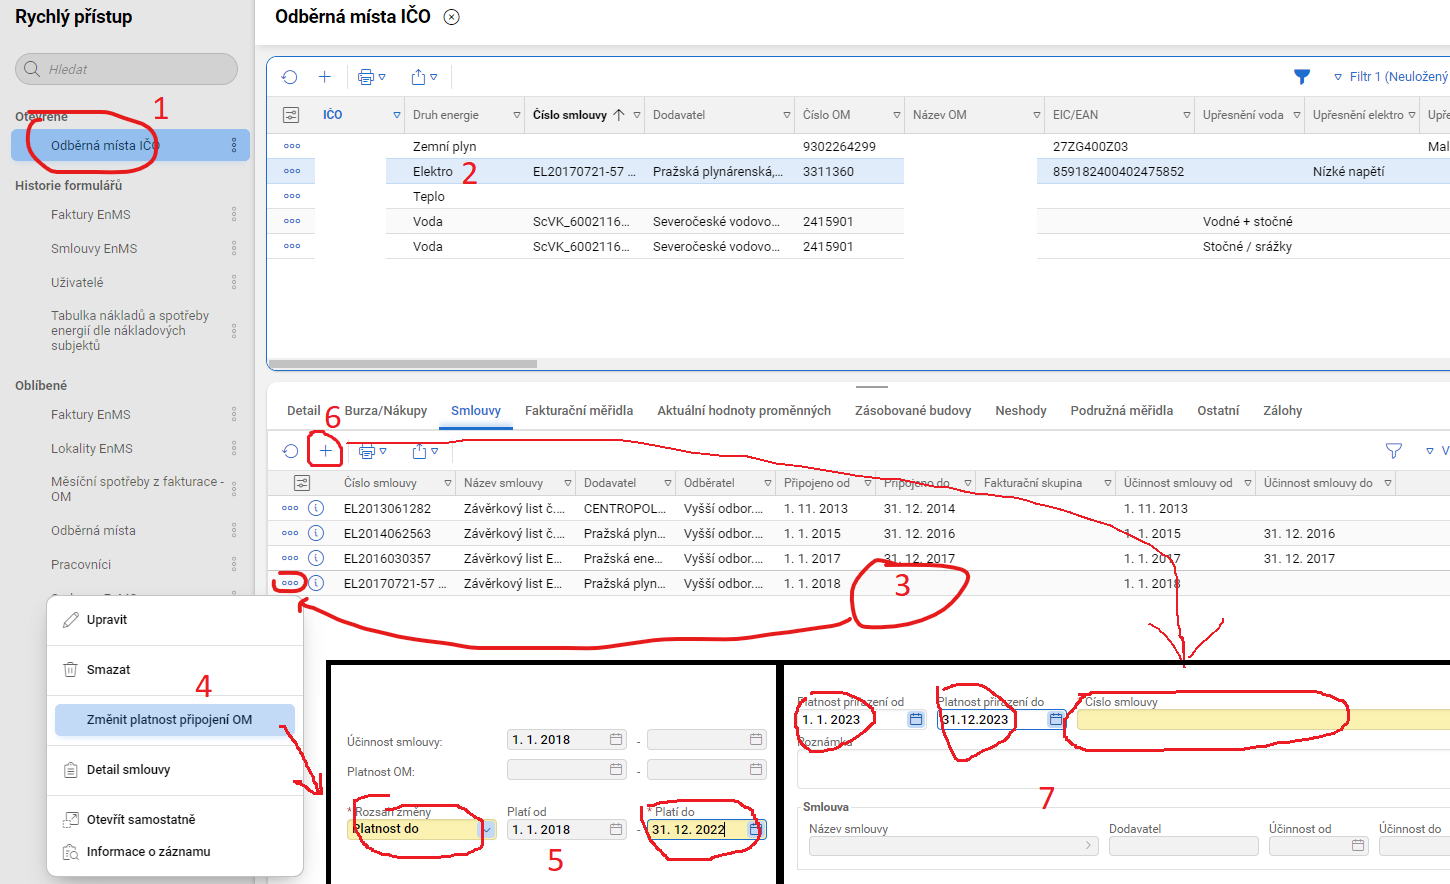 Rychlý přístup
Hledat
Otevřené
1
Odběrná místa IČO
Historie formulářů
Faktury EnMS
Smlouvy EnMS
Uživatelé
Tabulka nákladů a spotřeby
energií dle nákladových
subjektů
Oblíbené
Faktury EnMS
Lokality EnMS
Měsíční spotřeby z fakturace -
OM
Odběrná místa
Pracovníci
Odběrná místa IČO
Filtr 1 (Neuložený
IČO Druh energie Číslo smlouvy Dodavatel Číslo OM Název OM EIC/EAN Upřesnění voda Upřesnění elektro Upře
Zemní plyn 9302264299 27ZG400Z03 Mal
Elektro 2 EL20170721-57 ... Pražská plynárenská,... 3311360 859182400402475852 Nízké napětí
Teplo
Voda ScVK_6002116... Severočeské vodovo... 2415901 Vodné + stočné
Voda ScVK_6002116... Severočeské vodovo... 2415901 Stočné / srážky
Detail Burza/Nákupy Smlouvy Fakturační měřidla Aktuální hodnoty proměnných Zásobované budovy Neshody Podružná měřidla Ostatní Zálohy
6
V
Číslo smlouvy Název smlouvy Dodavatel Odběratel Připojeno od Připojeno do Fakturační skupina Účinnost smlouvy od Účinnost smlouvy do
EL2013061282 Závěrkový list č.... CENTROPOL... Vyšší odbor.... 1. 11. 2013 31. 12. 2014 1. 11. 2013
EL2014062563 Závěrkový list č.... Pražská plyn... Vyšší odbor.... 1. 1. 2015 31. 12. 2016 1. 1. 2015 31. 12. 2016
EL2016030357 Závěrkový list E... Pražská ene... Vyšší odbor.... 1. 1. 2017 31. 12. 2017 1. 1. 2017 31. 12. 2017
EL20170721-57 ... Závěrkový list E... Pražská plyn... Vyšší odbor.... 1. 1. 2018 3 1. 1. 2018
Upravit
Smazat
4
Změnit platnost připojení OM
Detail smlouvy
Otevřít samostatně
Informace o záznamu
Účinnost smlouvy: 1. 1. 2018 -
Platnost OM: -
* Rozsah změny Platí od * Platí do
Platnost do 1. 1. 2018 - 31. 12. 2022
5
Platnost přiřazení od Platnost přiřazení do * Číslo smlouvy
1. 1. 2023 31.12.2023
Poznámka
7
Smlouva
Název smlouvy Dodavatel Účinnost od Účinnost do